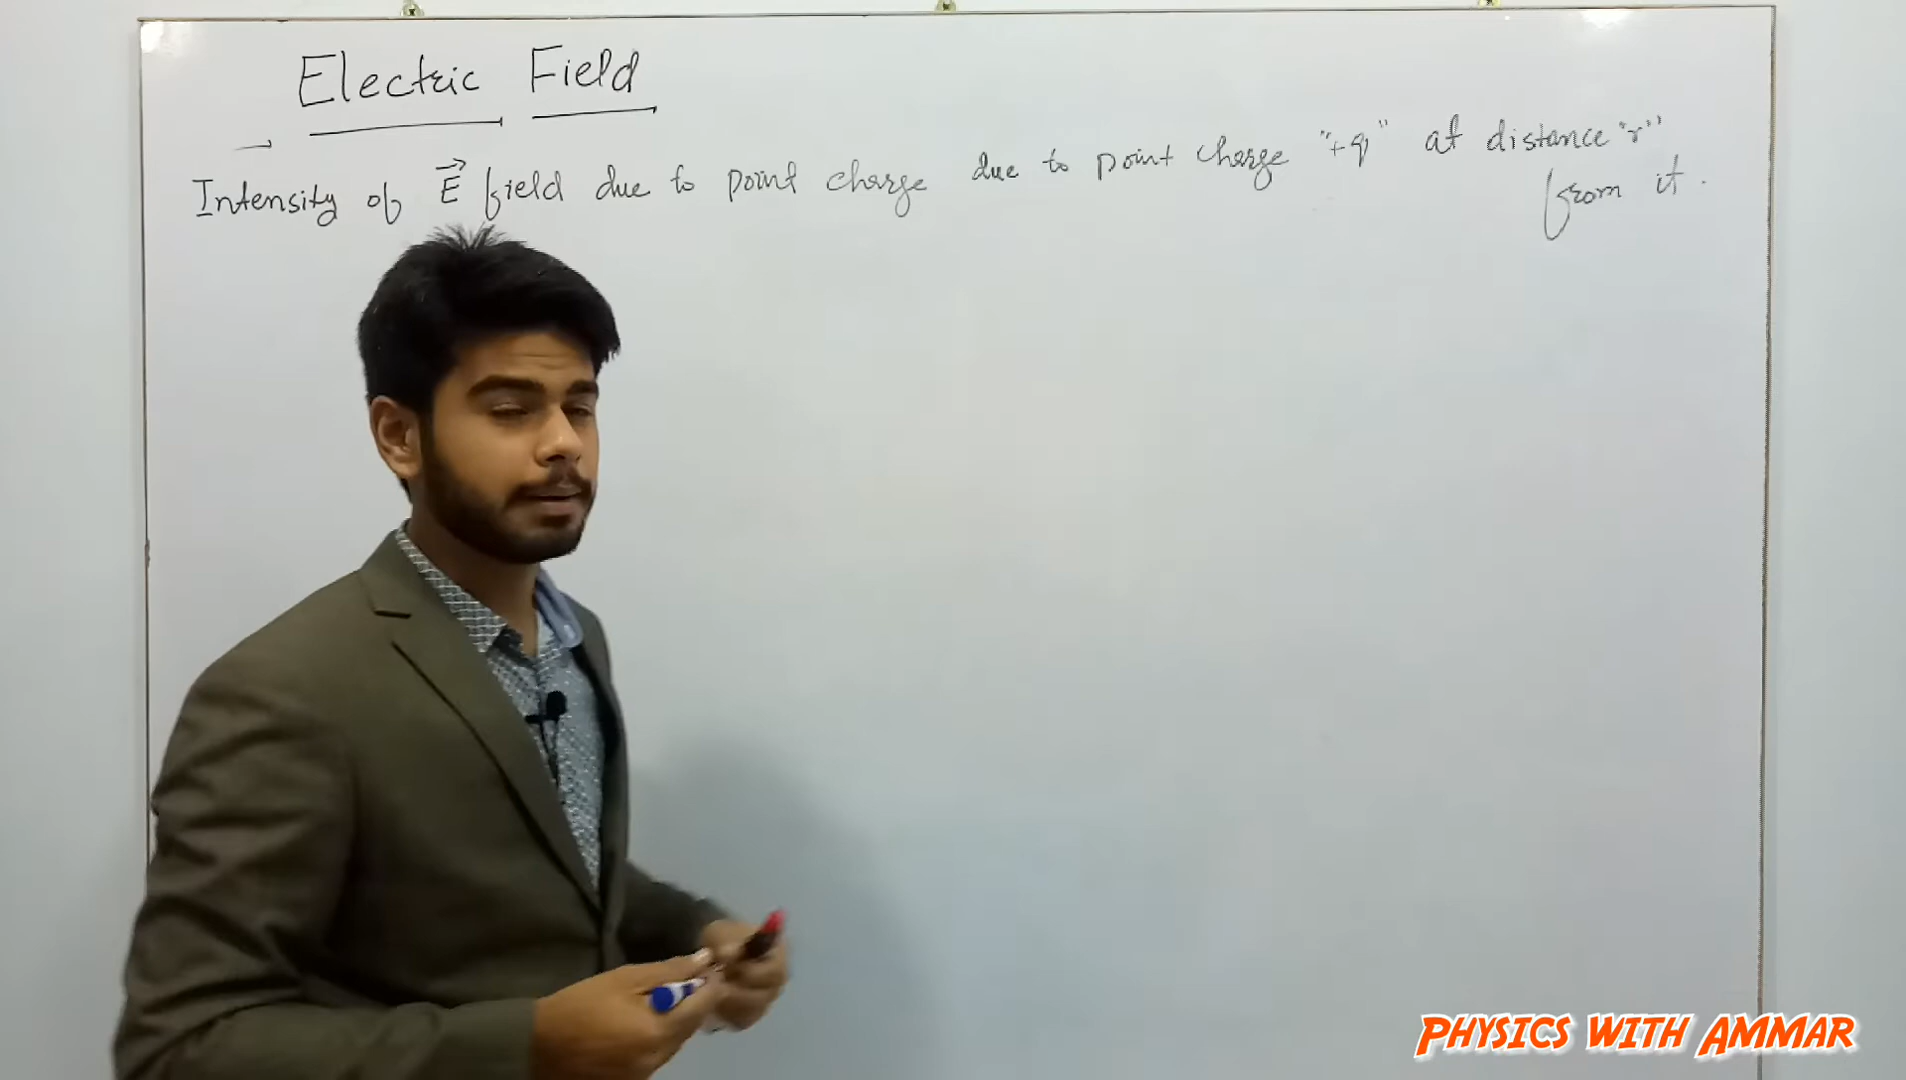 Electric Field
Intensity of E field due to point charge due to point charge "+q" at distance "r"
from it.
PHYSICS WITH AMMAR